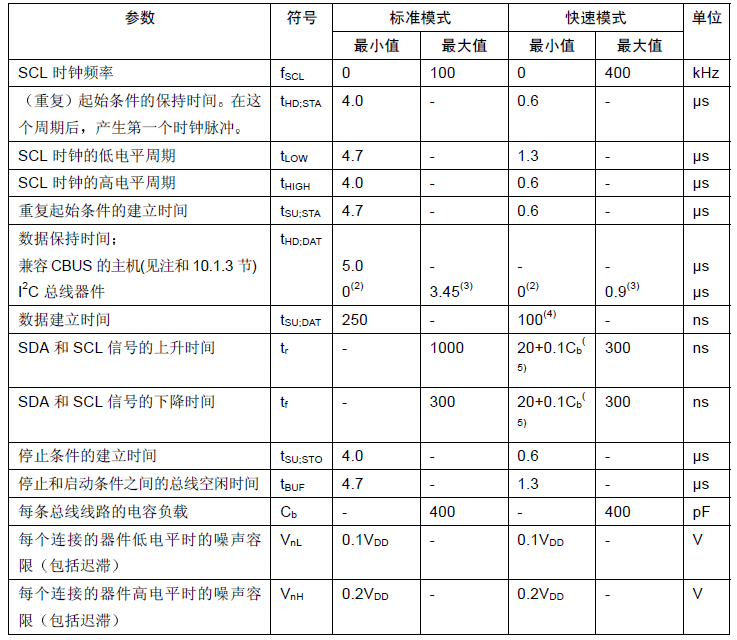 参数 符号 标准模式 快速模式 单位
最小值 最大值 最小值 最大值
SCL 时钟频率 fSCL 0 100 0 400 kHz
（重复）起始条件的保持时间。在这 tHD;STA 4.0 - 0.6 - μs
个周期后，产生第一个时钟脉冲。
SCL 时钟的低电平周期 tLOW 4.7 - 1.3 - μs
SCL 时钟的高电平周期 tHIGH 4.0 - 0.6 - μs
重复起始条件的建立时间 tSU;STA 4.7 - 0.6 - μs
数据保持时间； tHD;DAT
兼容 CBUS 的主机(见注和 10.1.3 节) 5.0 - - - μs
I2C 总线器件 0(2) 3.45(3) 0(2) 0.9(3) μs
数据建立时间 tSU;DAT 250 - 100(4) - ns
SDA 和 SCL 信号的上升时间 tr - 1000 20+0.1Cb( 300 ns
5)
SDA 和 SCL 信号的下降时间 tf - 300 20+0.1Cb( 300 ns
5)
停止条件的建立时间 tSU;STO 4.0 - 0.6 - μs
停止和启动条件之间的总线空闲时间 tBUF 4.7 - 1.3 - μs
每条总线线路的电容负载 Cb - 400 - 400 pF
每个连接的器件低电平时的噪声容 VnL 0.1VDD - 0.1VDD - V
限（包括迟滞）
每个连接的器件高电平时的噪声容 VnH 0.2VDD - 0.2VDD - V
限（包括迟滞）